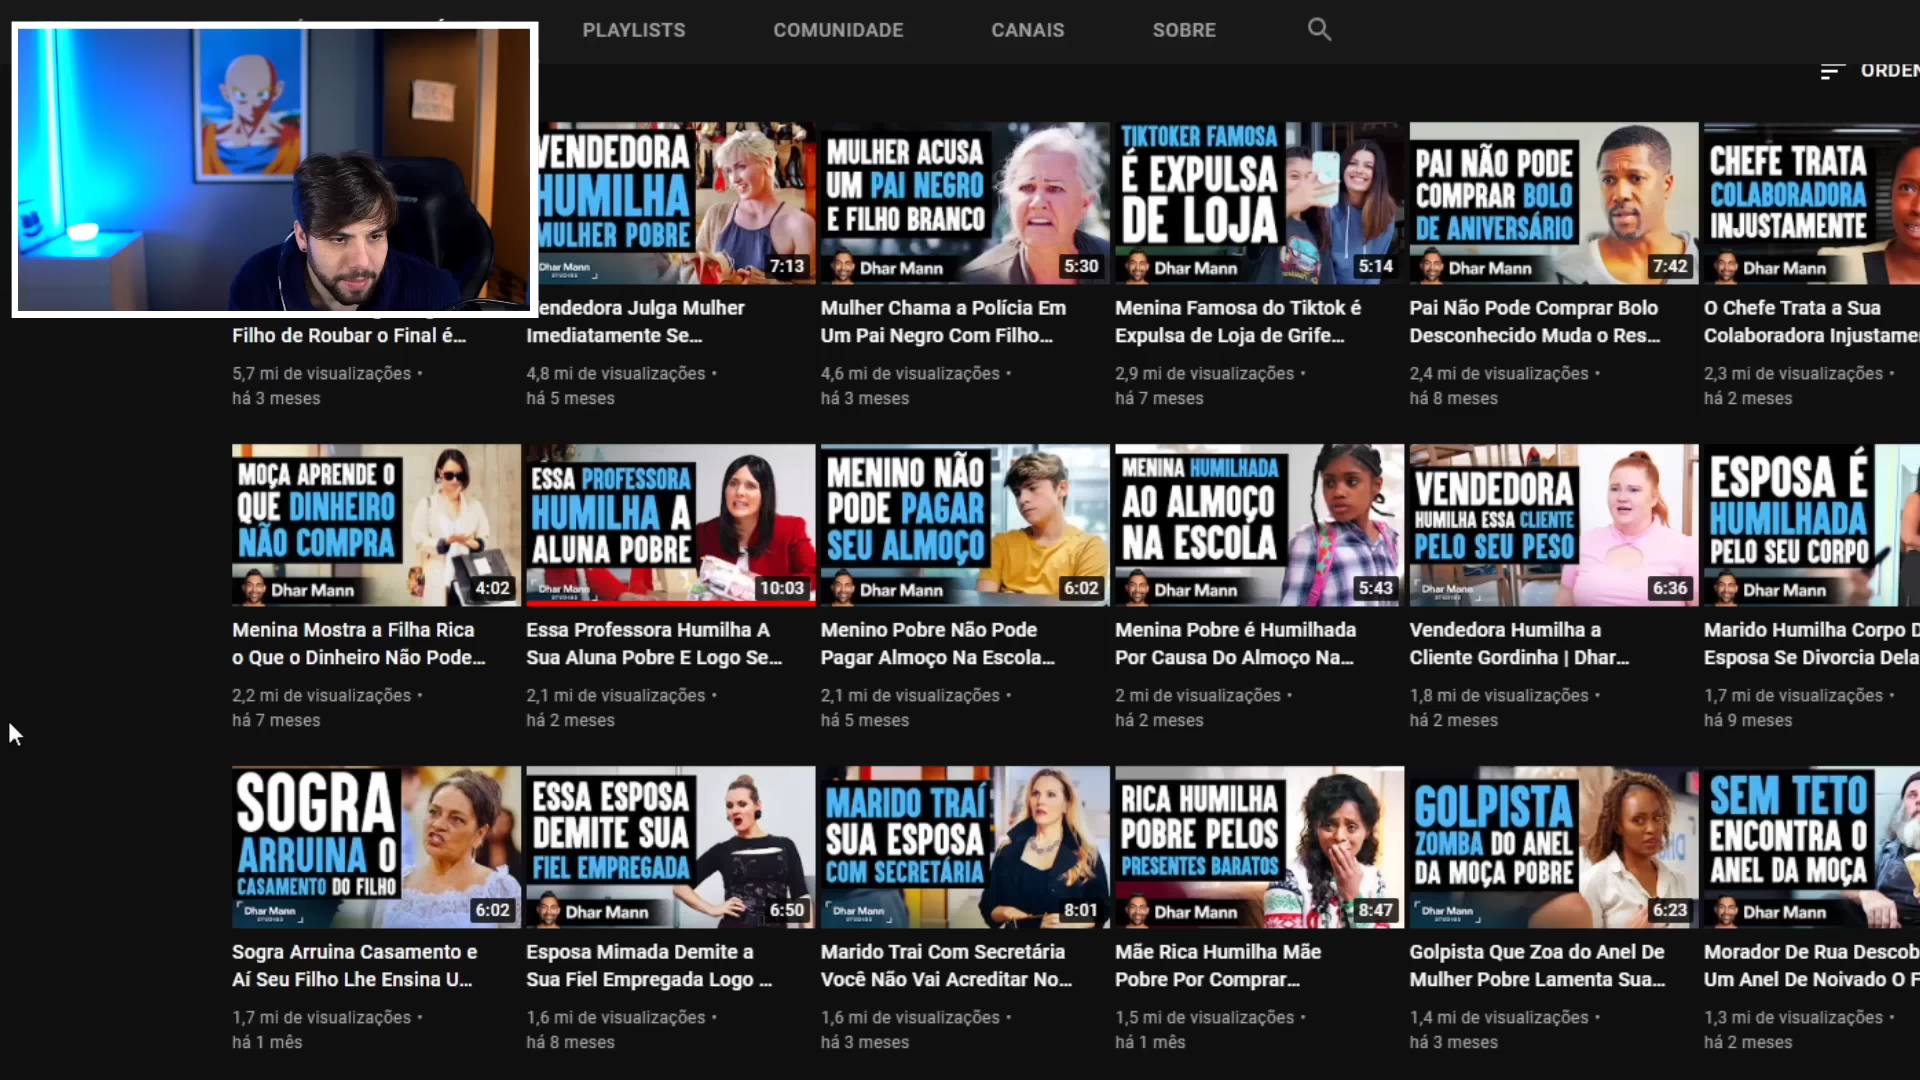 PLAYLISTS
COMUNIDADE
CANAIS
SOBRE
ORDEN
VENDEDORA
HUMILHA
MULHER POBRE
Dhar Mann
STUDIOS
7:13
MULHER ACUSA
UM PAI NEGRO
E FILHO BRANCO
Dhar Mann
5:30
TIKTOKER FAMOSA
É EXPULSA
DE LOJA
Dhar Mann
5:14
PAI NÃO PODE
COMPRAR BOLO
DE ANIVERSÁRIO
Dhar Mann
7:42
CHEFE TRATA
COLABORADORA
INJUSTAMENTE
Dhar Mann
Filho de Roubar o Final é...
5,7 mi de visualizações •
há 3 meses
endedora Julga Mulher
Imediatamente Se...
4,8 mi de visualizações •
há 5 meses
Mulher Chama a Polícia Em
Um Pai Negro Com Filho...
4,6 mi de visualizações •
há 3 meses
Menina Famosa do Tiktok é
Expulsa de Loja de Grife...
2,9 mi de visualizações •
há 7 meses
Pai Não Pode Comprar Bolo
Desconhecido Muda o Res...
2,4 mi de visualizações •
há 8 meses
O Chefe Trata a Sua
Colaboradora Injustame
2,3 mi de visualizações •
há 2 meses
MOÇA APRENDE O
QUE DINHEIRO
NÃO COMPRA
Dhar Mann
4:02
ESSA PROFESSORA
HUMILHA A
ALUNA POBRE
Dhar Mann
STUDIOS
10:03
MENINO NÃO
PODE PAGAR
SEU ALMOÇO
Dhar Mann
6:02
MENINA HUMILHADA
AO ALMOÇO
NA ESCOLA
Dhar Mann
5:43
VENDEDORA
HUMILHA ESSA CLIENTE
PELO SEU PESO
Dhar Mann
STUDIOS
6:36
ESPOSA É
HUMILHADA
PELO SEU CORPO
Dhar Mann
Menina Mostra a Filha Rica
o Que o Dinheiro Não Pode...
2,2 mi de visualizações •
há 7 meses
Essa Professora Humilha A
Sua Aluna Pobre E Logo Se...
2,1 mi de visualizações •
há 2 meses
Menino Pobre Não Pode
Pagar Almoço Na Escola...
2,1 mi de visualizações •
há 5 meses
Menina Pobre é Humilhada
Por Causa Do Almoço Na...
2 mi de visualizações •
há 2 meses
Vendedora Humilha a
Cliente Gordinha | Dhar...
1,8 mi de visualizações •
há 2 meses
Marido Humilha Corpo D
Esposa Se Divorcia Dela
1,7 mi de visualizações •
há 9 meses
SOGRA
ARRUINA O
CASAMENTO DO FILHO
Dhar Mann
STUDIOS
6:02
ESSA ESPOSA
DEMITE SUA
FIEL EMPREGADA
Dhar Mann
6:50
MARIDO TRAÍ
SUA ESPOSA
COM SECRETÁRIA
Dhar Mann
STUDIOS
8:01
RICA HUMILHA
POBRE PELOS
PRESENTES BARATOS
Dhar Mann
8:47
GOLPISTA
ZOMBA DO ANEL
DA MOÇA POBRE
Dhar Mann
STUDIOS
6:23
SEM TETO
ENCONTRA O
ANEL DA MOÇA
Dhar Mann
Sogra Arruina Casamento e
Aí Seu Filho Lhe Ensina U...
1,7 mi de visualizações •
há 1 mês
Esposa Mimada Demite a
Sua Fiel Empregada Logo ...
1,6 mi de visualizações •
há 8 meses
Marido Trai Com Secretária
Você Não Vai Acreditar No...
1,6 mi de visualizações •
há 3 meses
Mãe Rica Humilha Mãe
Pobre Por Comprar...
1,5 mi de visualizações •
há 1 mês
Golpista Que Zoa do Anel De
Mulher Pobre Lamenta Sua...
1,4 mi de visualizações •
há 3 meses
Morador De Rua Descob
Um Anel De Noivado O F
1,3 mi de visualizações •
há 2 meses